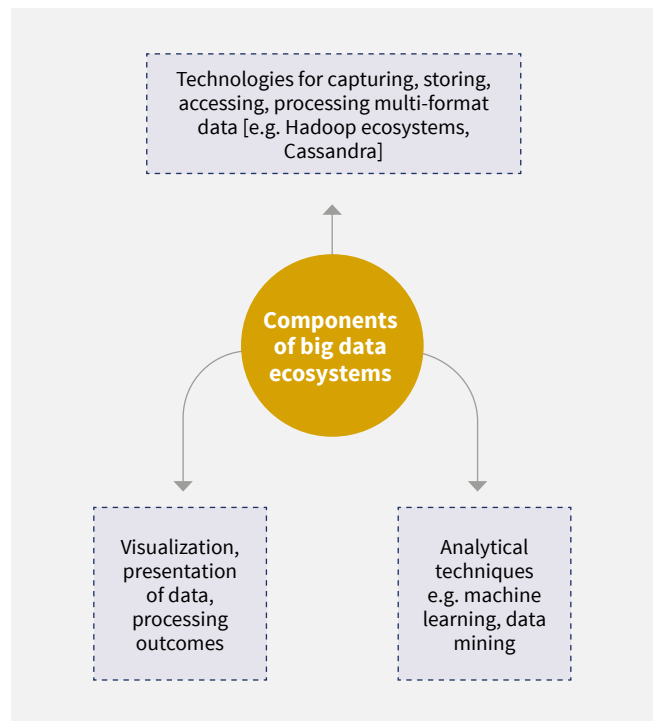 Technologies for capturing, storing,
accessing, processing multi-format
data [e.g. Hadoop ecosystems,
Cassandra]
Components
of big data
ecosystems
Visualization,
presentation
of data,
processing
outcomes
Analytical
techniques
e.g. machine
learning, data
mining